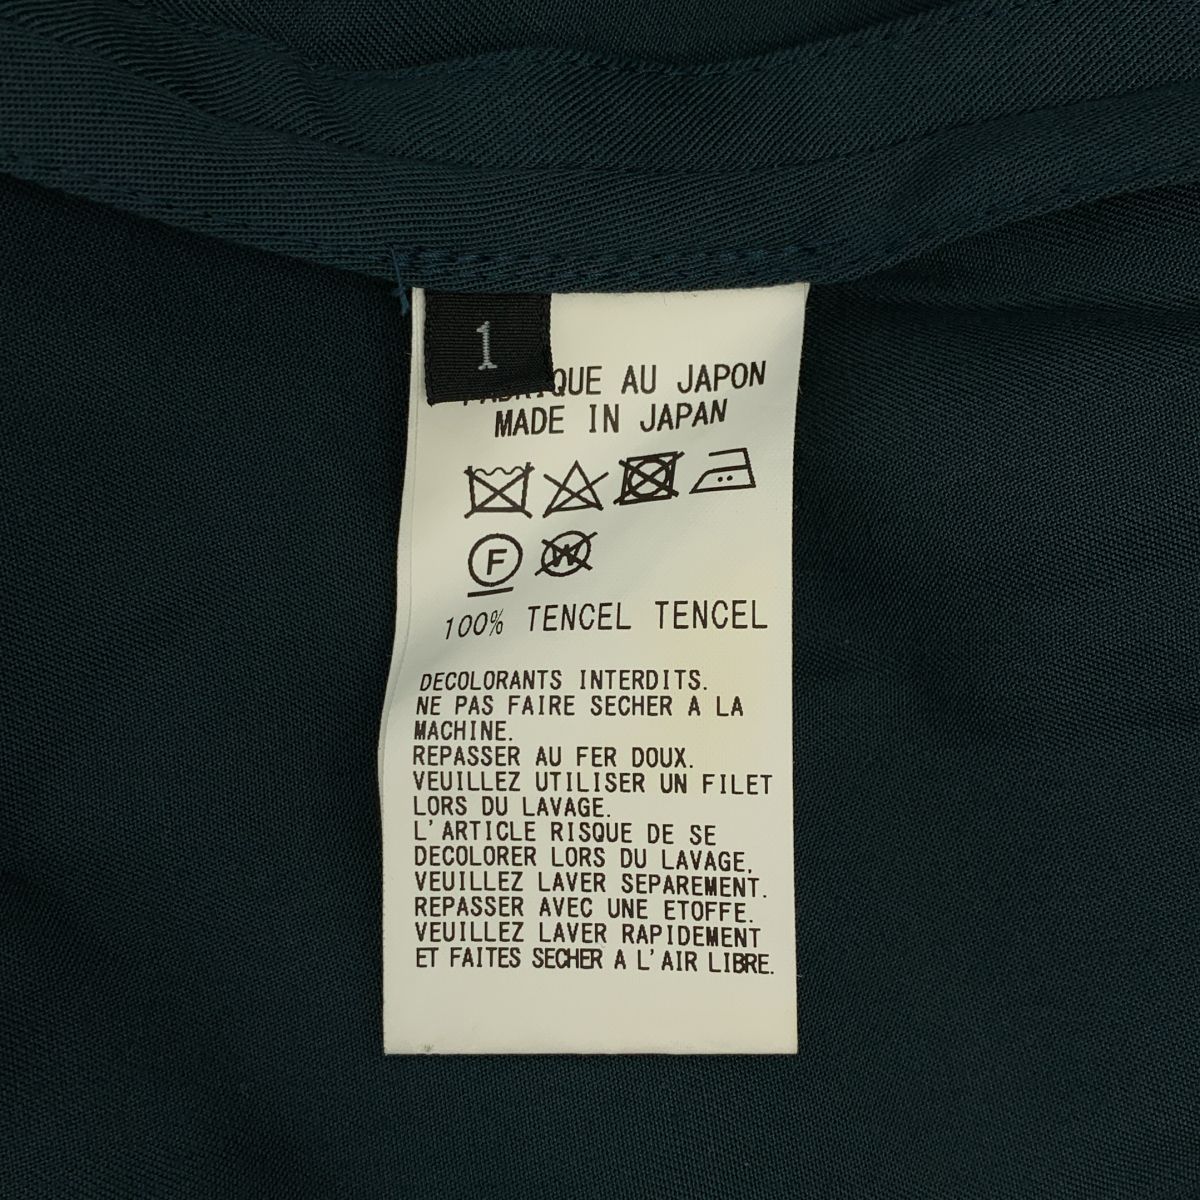 1
FABRIQUE AU JAPON
MADE IN JAPAN
F W
100% TENCEL TENCEL
DECOLORANTS INTERDITS.
NE PAS FAIRE SECHER A LA
MACHINE.
REPASSER AU FER DOUX.
VEUILLEZ UTILISER UN FILET
LORS DU LAVAGE.
L'ARTICLE RISQUE DE SE
DECOLORER LORS DU LAVAGE,
VEUILLEZ LAVER SEPAREMENT.
REPASSER AVEC UNE ETOFFE.
VEUILLEZ LAVER RAPIDEMENT
ET FAITES SECHER A L'AIR LIBRE.